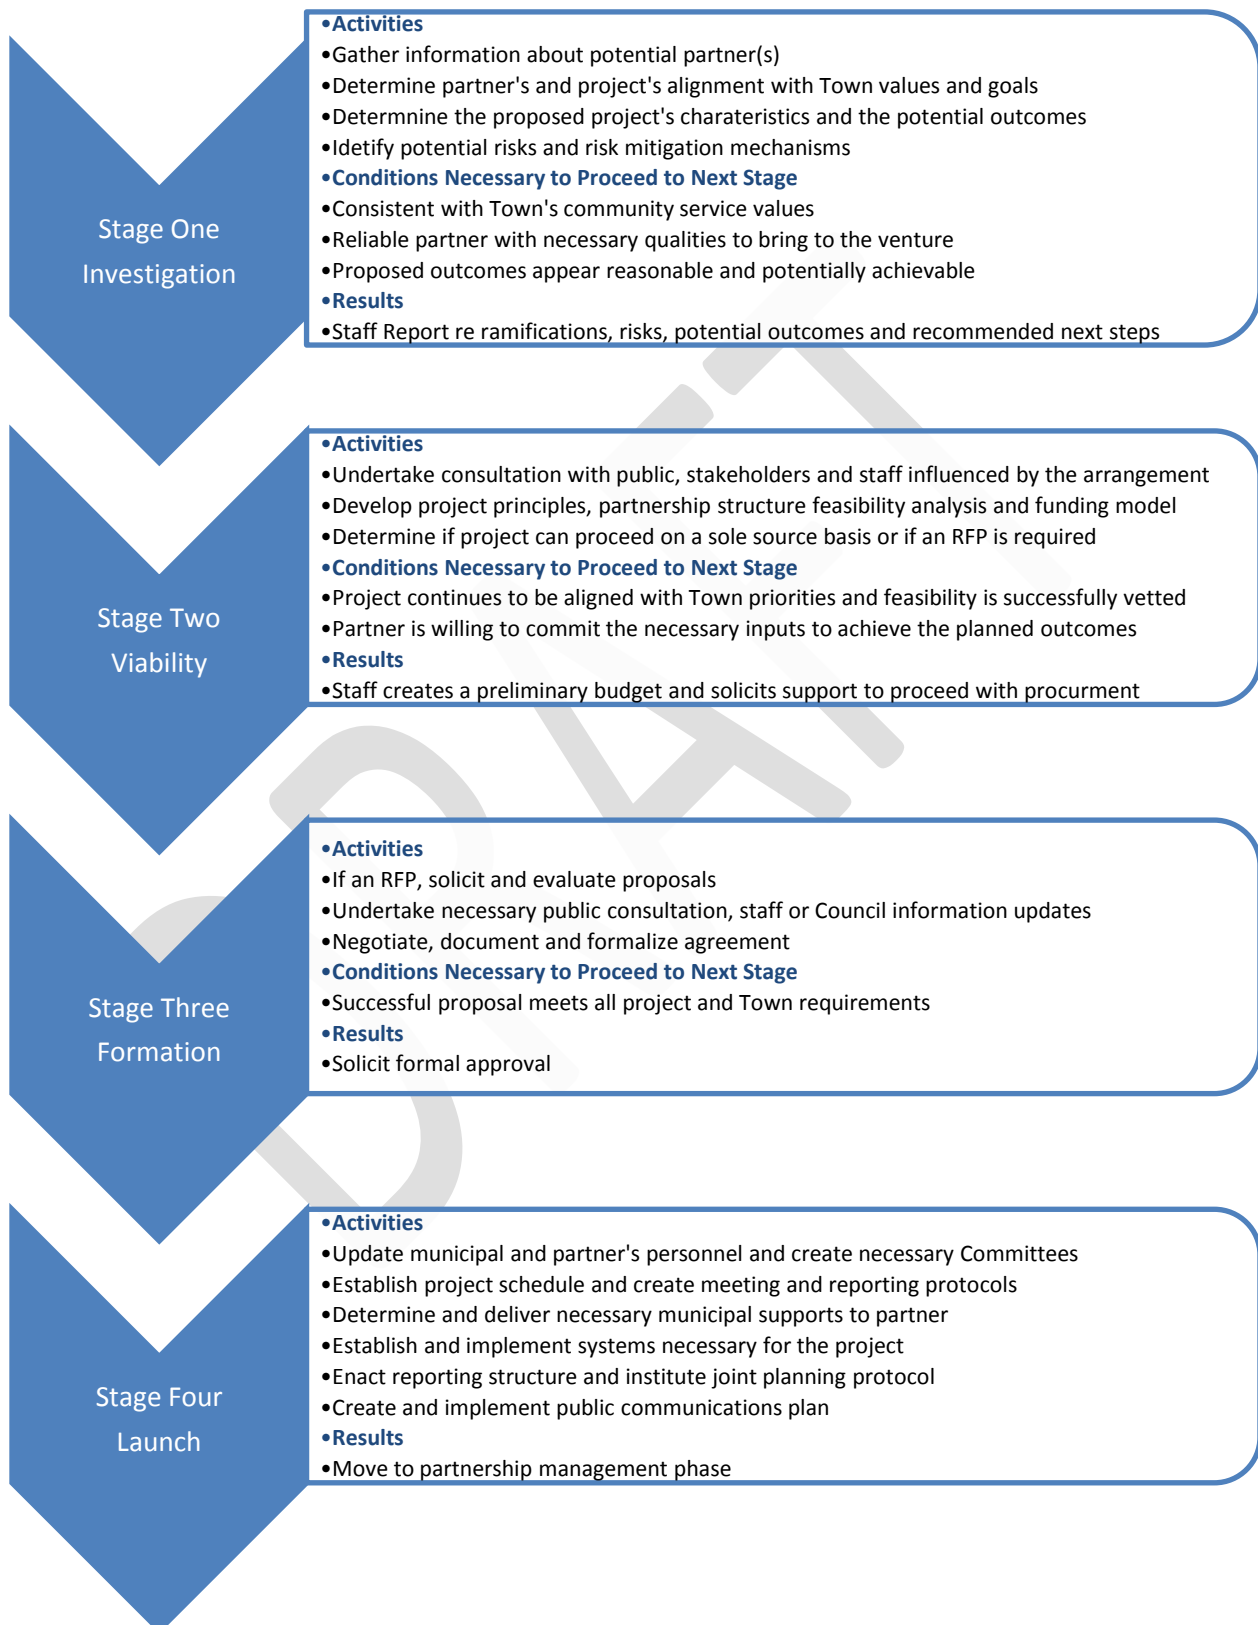 •Activities
•Gather information about potential partner(s)
•Determine partner's and project's alignment with Town values and goals
•Determnine the proposed project's charateristics and the potential outcomes
•Idetify potential risks and risk mitigation mechanisms
•Conditions Necessary to Proceed to Next Stage
•Consistent with Town's community service values
•Reliable partner with necessary qualities to bring to the venture
•Proposed outcomes appear reasonable and potentially achievable
•Results
•Staff Report re ramifications, risks, potential outcomes and recommended next steps
Stage One
Investigation
•Activities
•Undertake consultation with public, stakeholders and staff influenced by the arrangement
•Develop project principles, partnership structure feasibility analysis and funding model
•Determine if project can proceed on a sole source basis or if an RFP is required
•Conditions Necessary to Proceed to Next Stage
•Project continues to be aligned with Town priorities and feasibility is successfully vetted
•Partner is willing to commit the necessary inputs to achieve the planned outcomes
•Results
•Staff creates a preliminary budget and solicits support to proceed with procurment
Stage Two
Viability
•Activities
•If an RFP, solicit and evaluate proposals
•Undertake necessary public consultation, staff or Council information updates
•Negotiate, document and formalize agreement
•Conditions Necessary to Proceed to Next Stage
•Successful proposal meets all project and Town requirements
•Results
•Solicit formal approval
Stage Three
Formation
•Activities
•Update municipal and partner's personnel and create necessary Committees
•Establish project schedule and create meeting and reporting protocols
•Determine and deliver necessary municipal supports to partner
•Establish and implement systems necessary for the project
•Enact reporting structure and institute joint planning protocol
•Create and implement public communications plan
•Results
•Move to partnership management phase
Stage Four
Launch
DRAFT